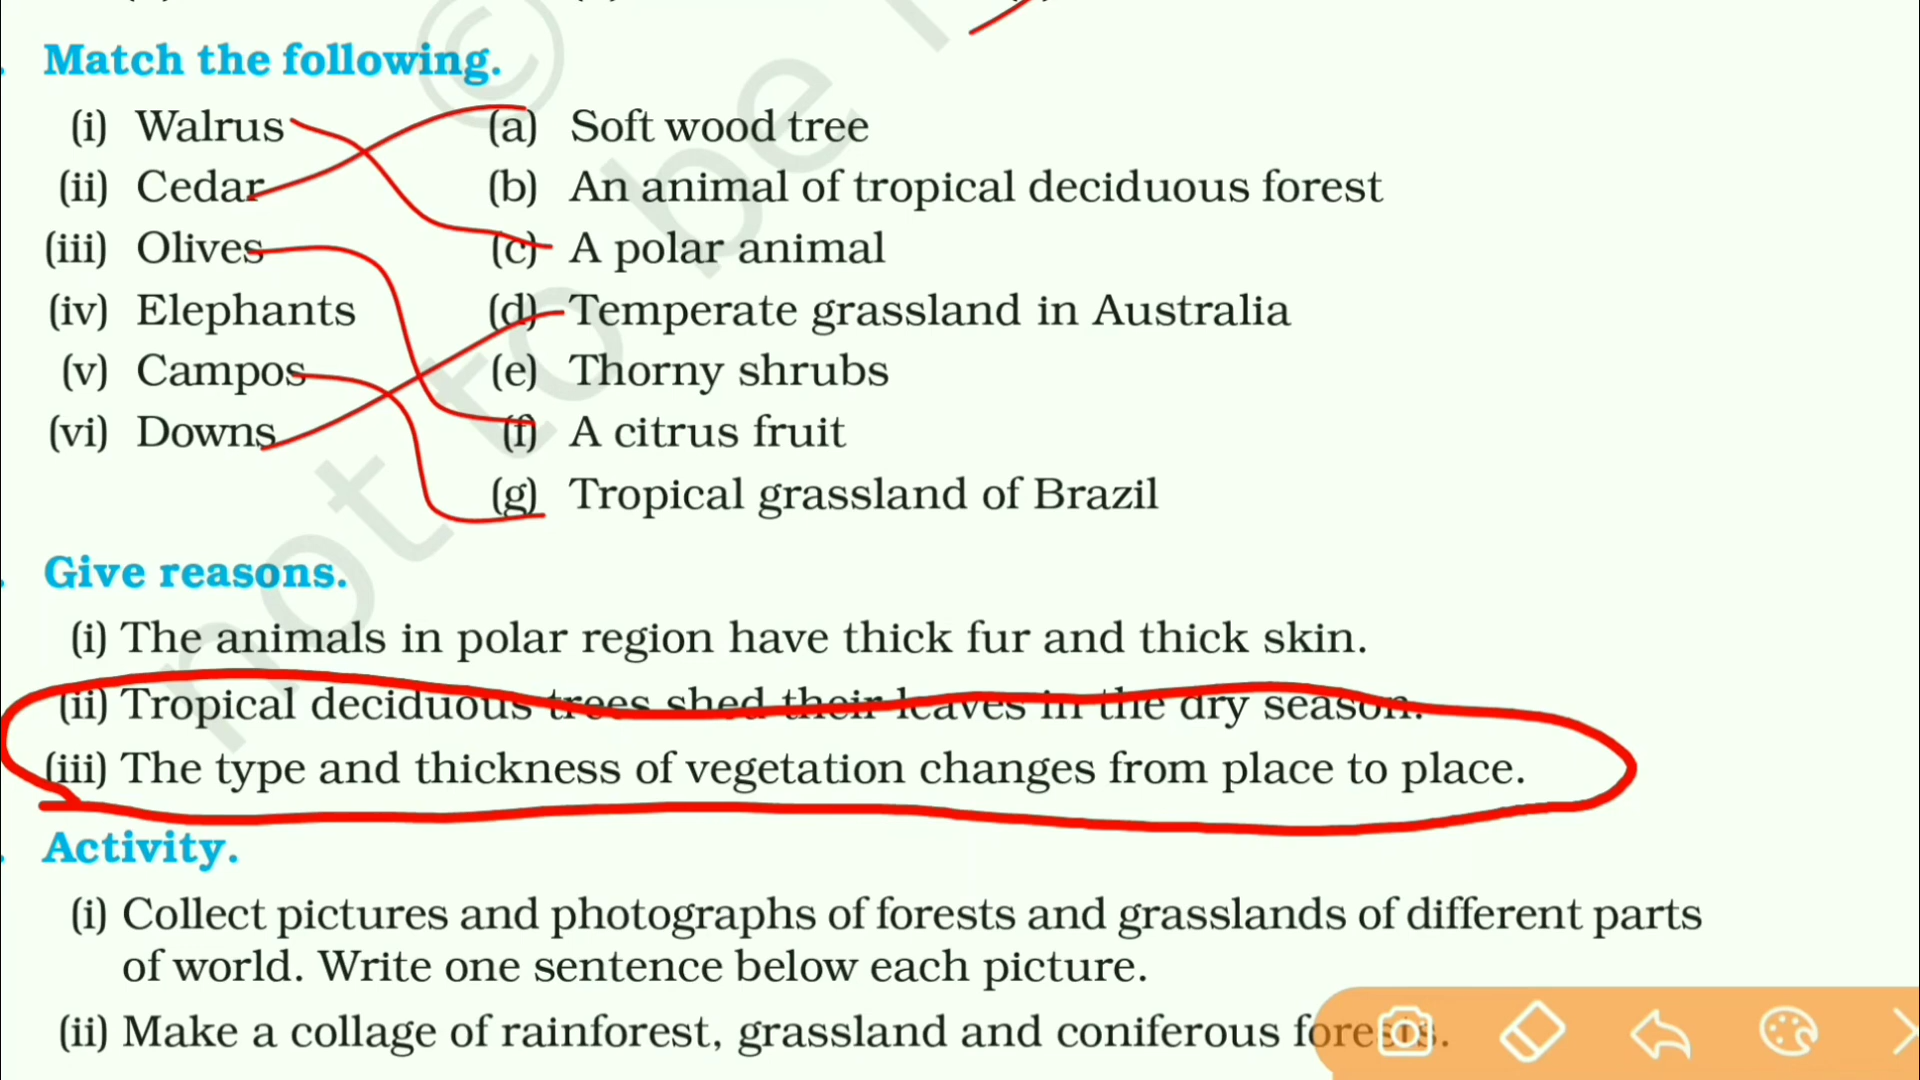 Match the following.
(i) Walrus (a) Soft wood tree
(ii) Cedar (b) An animal of tropical deciduous forest
(iii) Olives (c) A polar animal
(iv) Elephants (d) Temperate grassland in Australia
(v) Campos (e) Thorny shrubs
(vi) Downs (f) A citrus fruit
(g) Tropical grassland of Brazil
Give reasons.
(i) The animals in polar region have thick fur and thick skin.
(ii) Tropical deciduous trees shed their leaves in the dry season.
(iii) The type and thickness of vegetation changes from place to place.
Activity.
(i) Collect pictures and photographs of forests and grasslands of different parts
of world. Write one sentence below each picture.
(ii) Make a collage of rainforest, grassland and coniferous forests.
© not to be